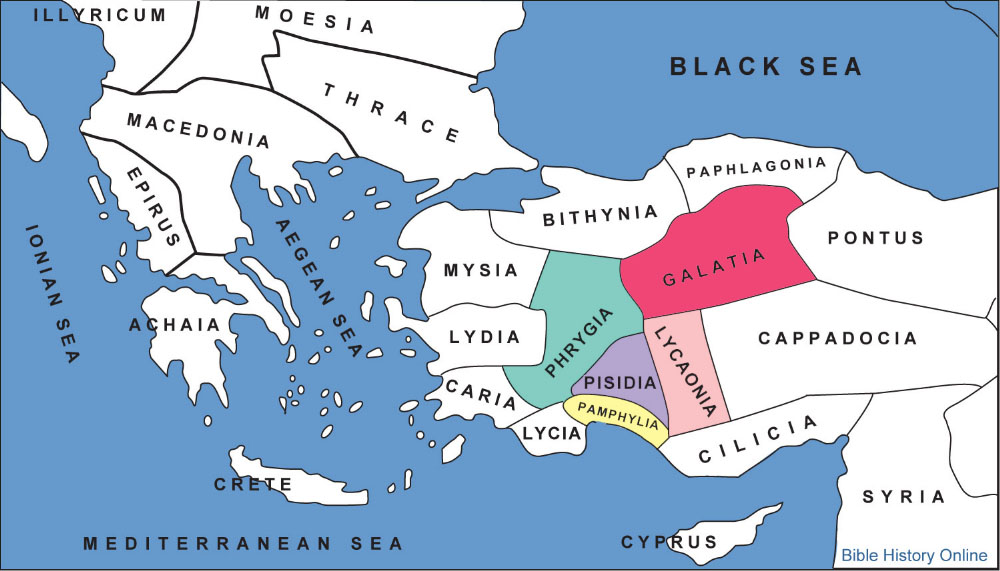 ILLYRICUM
MOESIA
BLACK SEA
THRACE
MACEDONIA
PAPHLAGONIA
EPIRUS
BITHYNIA
PONTUS
IONIAN SEA
AEGEAN SEA
MYSIA
GALATIA
ACHAIA
LYDIA
PHRYGIA
LYCAONIA
CAPPADOCIA
CARIA
PISIDIA
PAMPHYLIA
LYCIA
CILICIA
CRETE
SYRIA
MEDITERRANEAN SEA
CYPRUS
Bible History Online